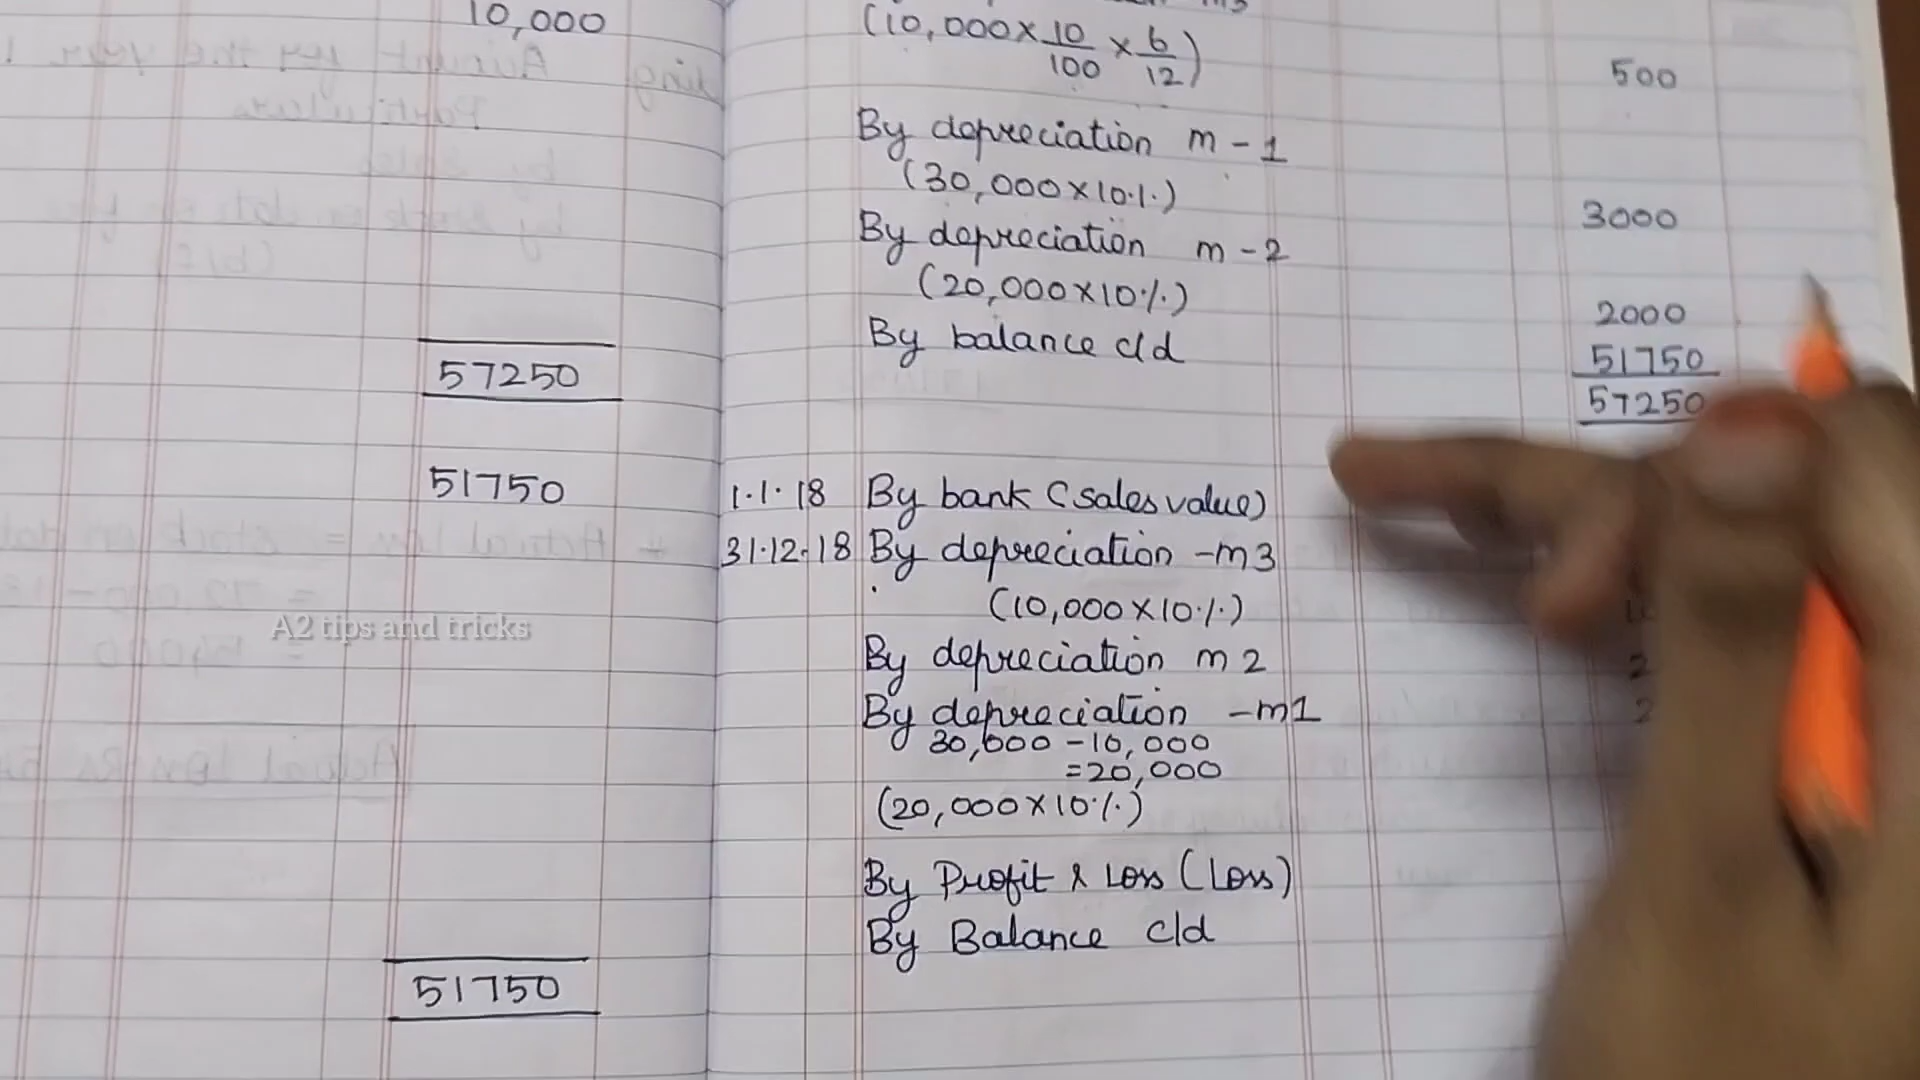 10,000
(10,000×10/100×6/12)
500
By depreciation m-1
(30,000×10·/·)
3000
By depreciation m-2
(20,000×10·/·)
2000
By balance c/d
51750
57250
57250
51750
1·1·18 By bank (sales value)
31·12·18 By depreciation -m3
(10,000×10·/·)
By depreciation m2
By depreciation -m1
30,000-10,000
=20,000
(20,000×10·/·)
By Profit & Loss (Loss)
By Balance c/d
51750
A2 tips and tricks